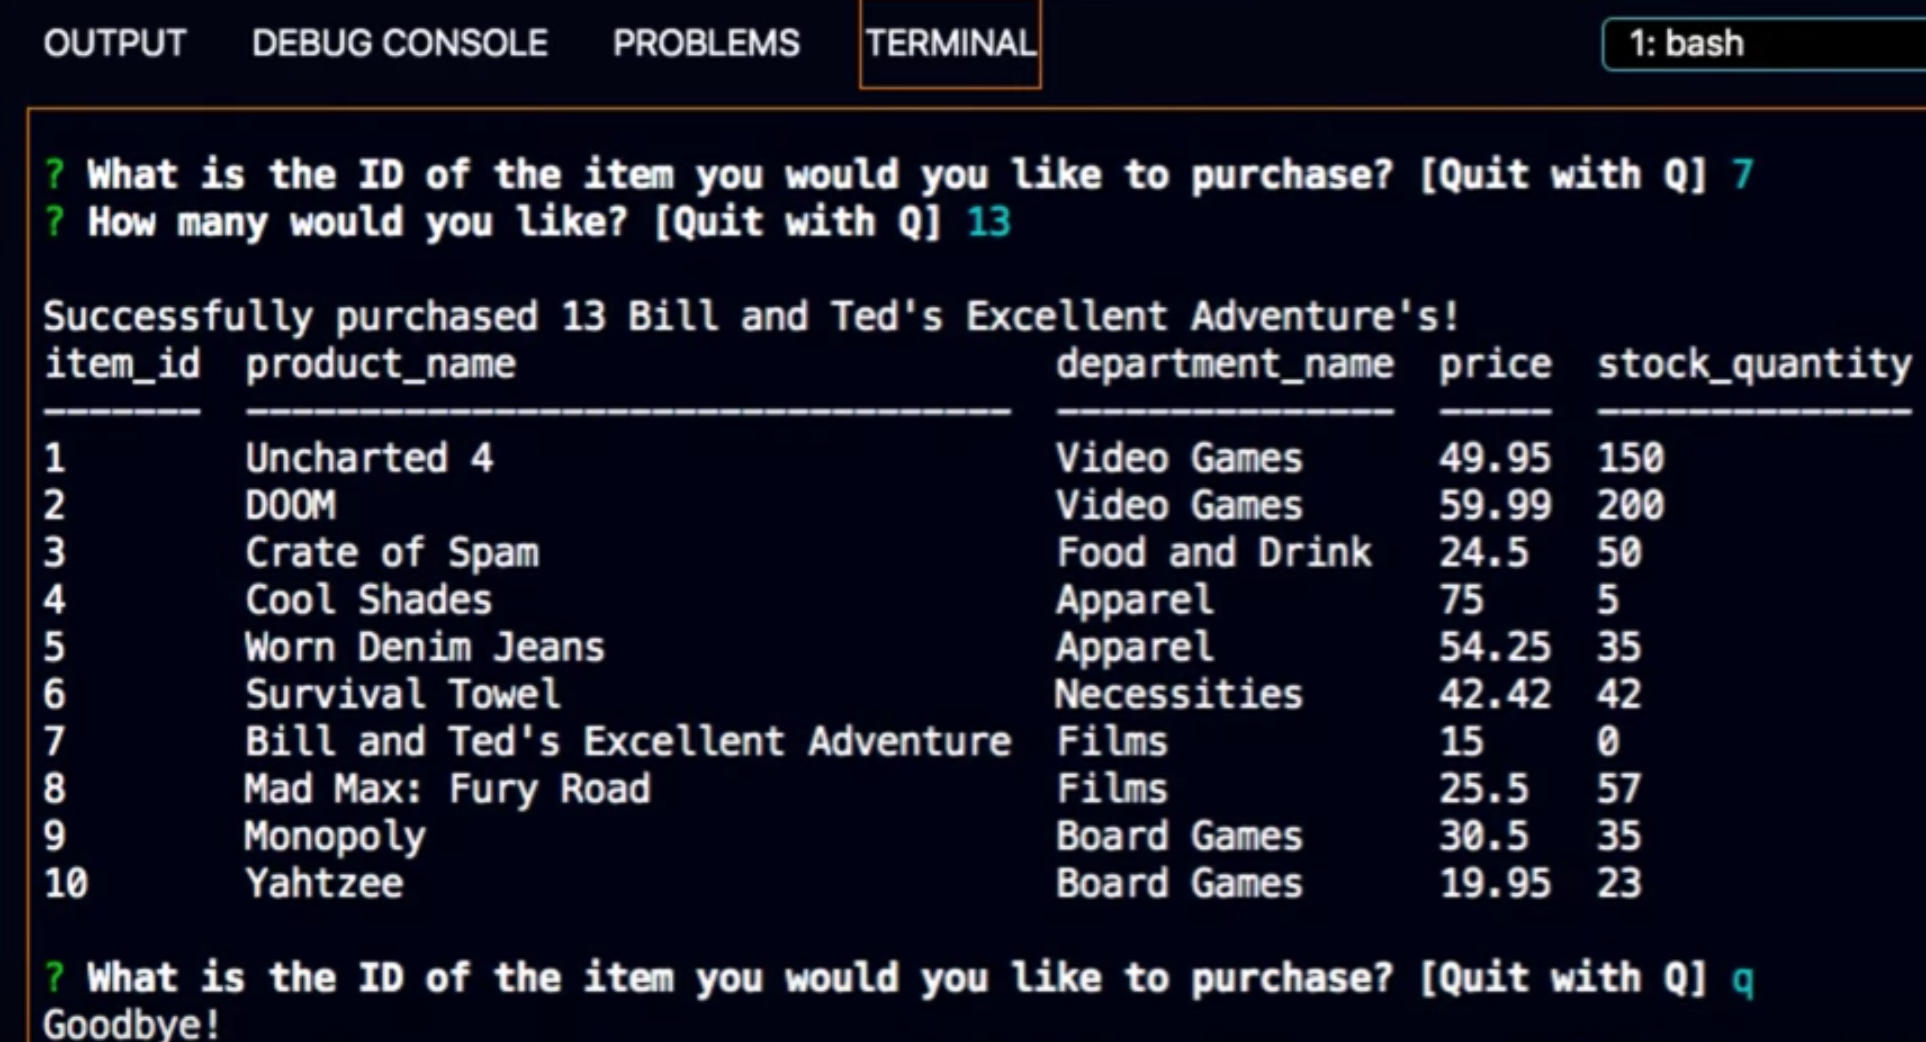 OUTPUT DEBUG CONSOLE PROBLEMS TERMINAL 1: bash
? What is the ID of the item you would you like to purchase? [Quit with Q] 7
? How many would you like? [Quit with Q] 13
Successfully purchased 13 Bill and Ted's Excellent Adventure's!
item_id product_name department_name price stock_quantity
------- ---------------------------------- --------------- ----- --------------
1 Uncharted 4 Video Games 49.95 150
2 DOOM Video Games 59.99 200
3 Crate of Spam Food and Drink 24.5 50
4 Cool Shades Apparel 75 5
5 Worn Denim Jeans Apparel 54.25 35
6 Survival Towel Necessities 42.42 42
7 Bill and Ted's Excellent Adventure Films 15 0
8 Mad Max: Fury Road Films 25.5 57
9 Monopoly Board Games 30.5 35
10 Yahtzee Board Games 19.95 23
? What is the ID of the item you would you like to purchase? [Quit with Q] q
Goodbye!